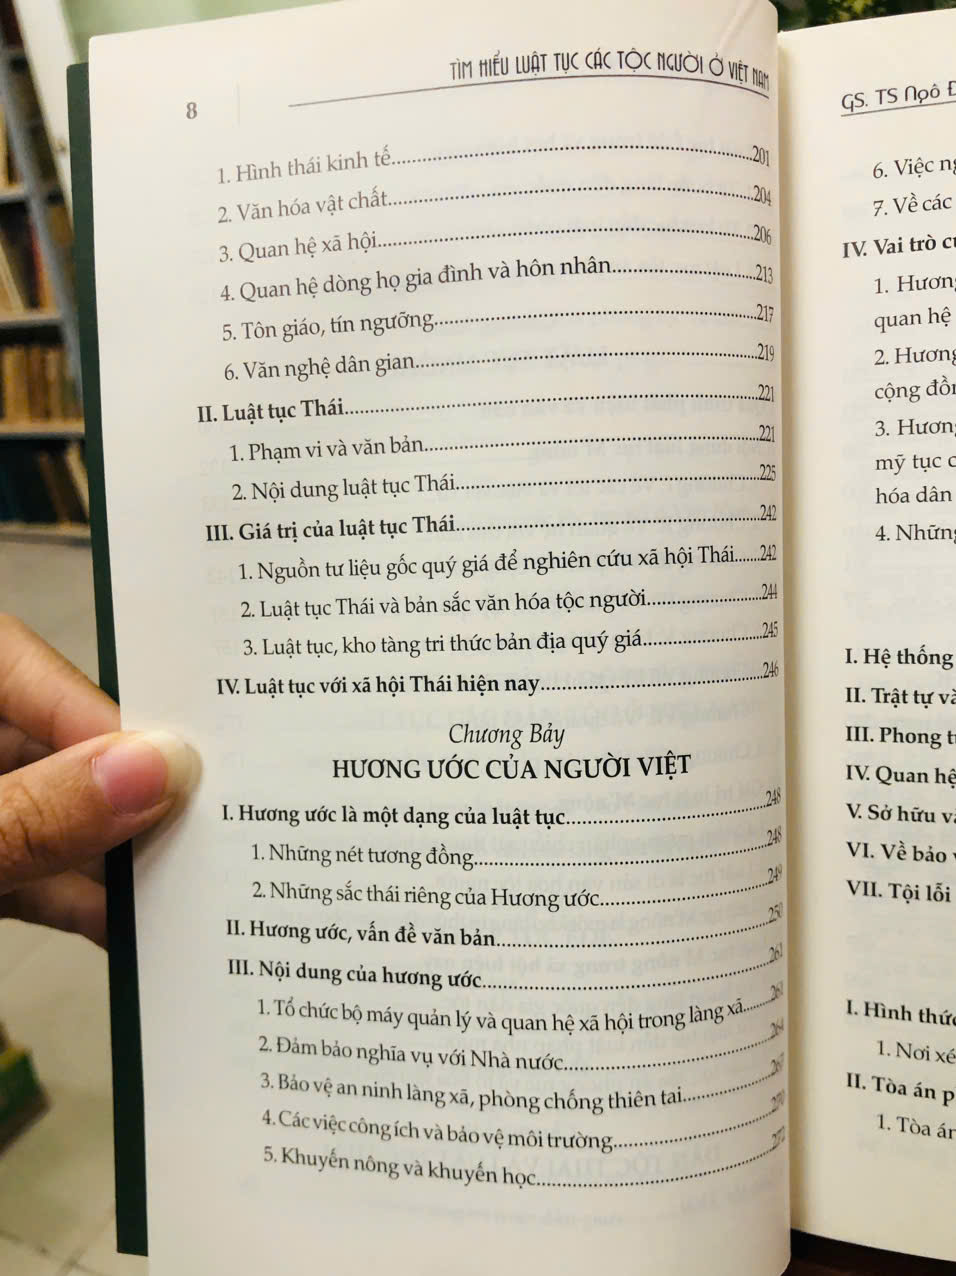 TÌM HIỂU LUẬT TỤC CÁC TỘC NGƯỜI Ở VIỆT NAM
8
1. Hình thái kinh tế..........201
2. Văn hóa vật chất..........204
3. Quan hệ xã hội..........206
4. Quan hệ dòng họ gia đình và hôn nhân..........213
5. Tôn giáo, tín ngưỡng..........217
6. Văn nghệ dân gian..........219
II. Luật tục Thái..........221
1. Phạm vi và văn bản..........221
2. Nội dung luật tục Thái..........225
III. Giá trị của luật tục Thái..........242
1. Nguồn tư liệu gốc quý giá để nghiên cứu xã hội Thái.......242
2. Luật tục Thái và bản sắc văn hóa tộc người..........244
3. Luật tục, kho tàng tri thức bản địa quý giá..........245
IV. Luật tục với xã hội Thái hiện nay..........246
Chương Bảy
HƯƠNG ƯỚC CỦA NGƯỜI VIỆT
I. Hương ước là một dạng của luật tục..........248
1. Những nét tương đồng..........248
2. Những sắc thái riêng của Hương ước..........249
II. Hương ước, vấn đề văn bản..........250
III. Nội dung của hương ước..........261
1. Tổ chức bộ máy quản lý và quan hệ xã hội trong làng xã.......261
2. Đảm bảo nghĩa vụ với Nhà nước..........264
3. Bảo vệ an ninh làng xã, phòng chống thiên tai..........267
4. Các việc công ích và bảo vệ môi trường..........270
5. Khuyến nông và khuyến học..........272
GS. TS Ngô
6. Việc
7. Về các
IV. Vai trò
1. Hương
quan hệ
2. Hương
cộng
3. Hương
mỹ tục
hóa dân
4. Những
I. Hệ thống
II. Trật tự
III. Phong
IV. Quan hệ
V. Sở hữu
VI. Về bảo
VII. Tội lỗi
I. Hình thức
1. Nơi
II. Tòa án
1. Tòa